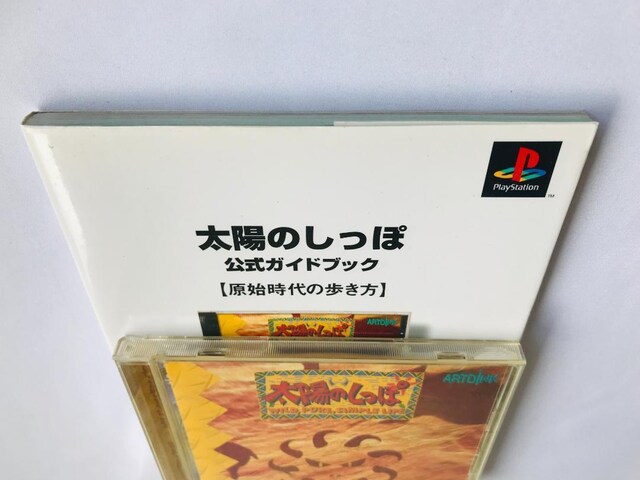 PlayStation
TM
太陽のしっぽ
公式ガイドブック
【原始時代の歩き方】
太陽のしっぽ
ARTDINK
太陽のしっぽ
WILD, PURE, SIMPLE LIFE
ARTDINK